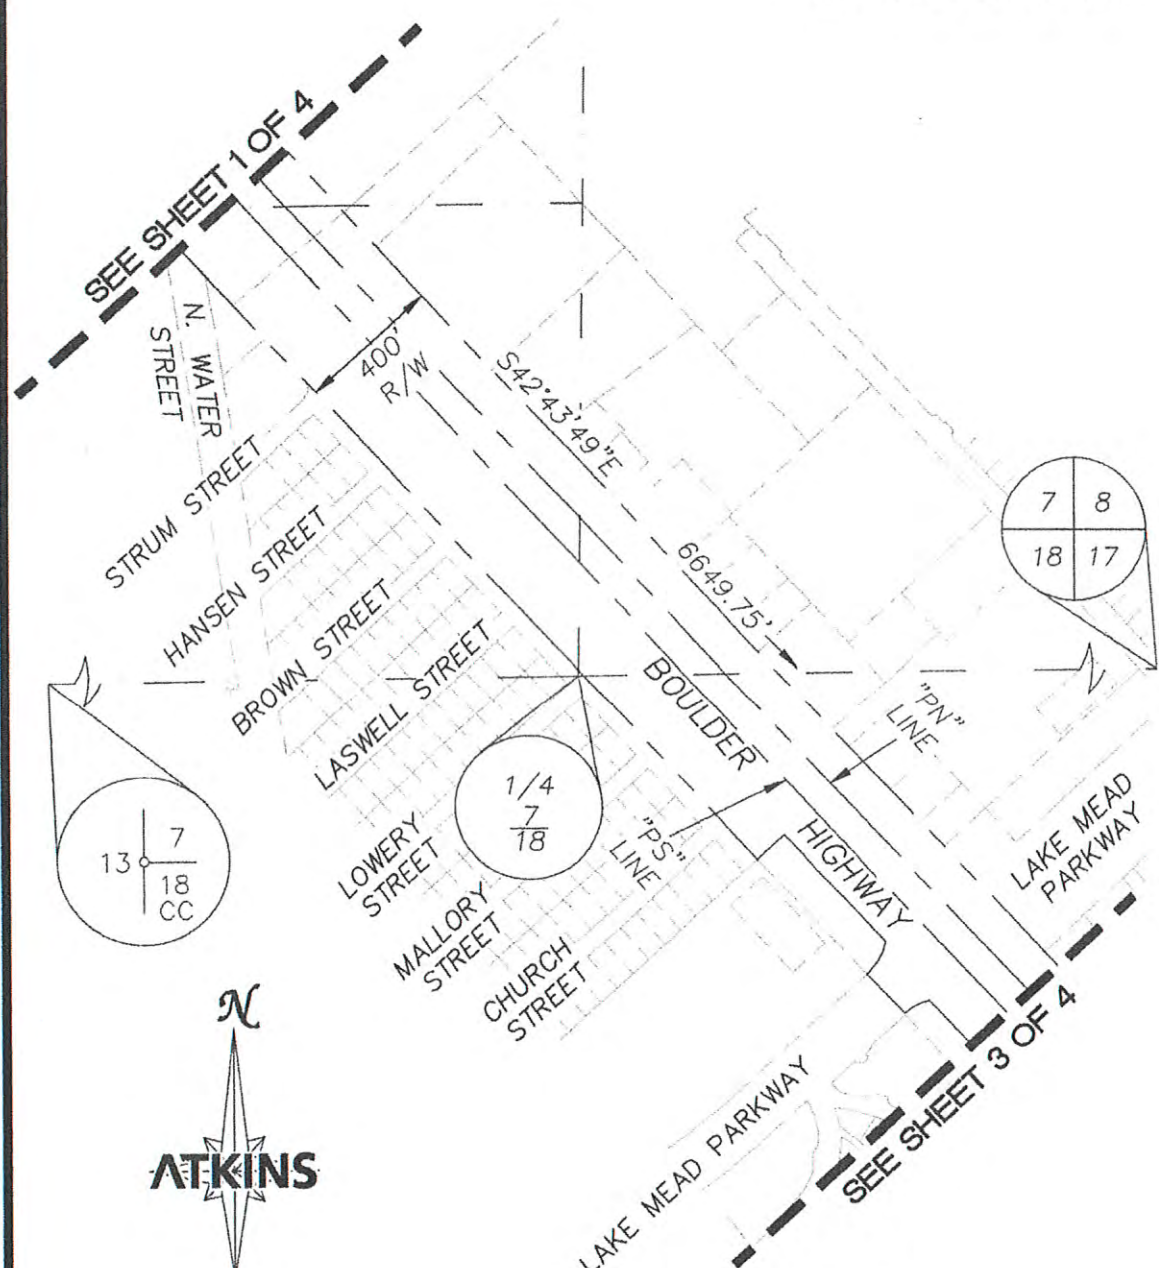 SEE SHEET 1 OF 4
N. WATER
STREET
400'
R/W
S42°43'49"E
6649.75'
STRUM STREET
HANSEN STREET
BROWN STREET
LASWELL STREET
LOWERY
STREET
MALLORY
STREET
CHURCH
STREET
BOULDER
HIGHWAY
"PN"
LINE
"PS"
LINE
7 8
18 17
1/4
7
18
13 7
18
CC
LAKE MEAD
PARKWAY
LAKE MEAD PARKWAY
SEE SHEET 3 OF 4
N
ATKINS